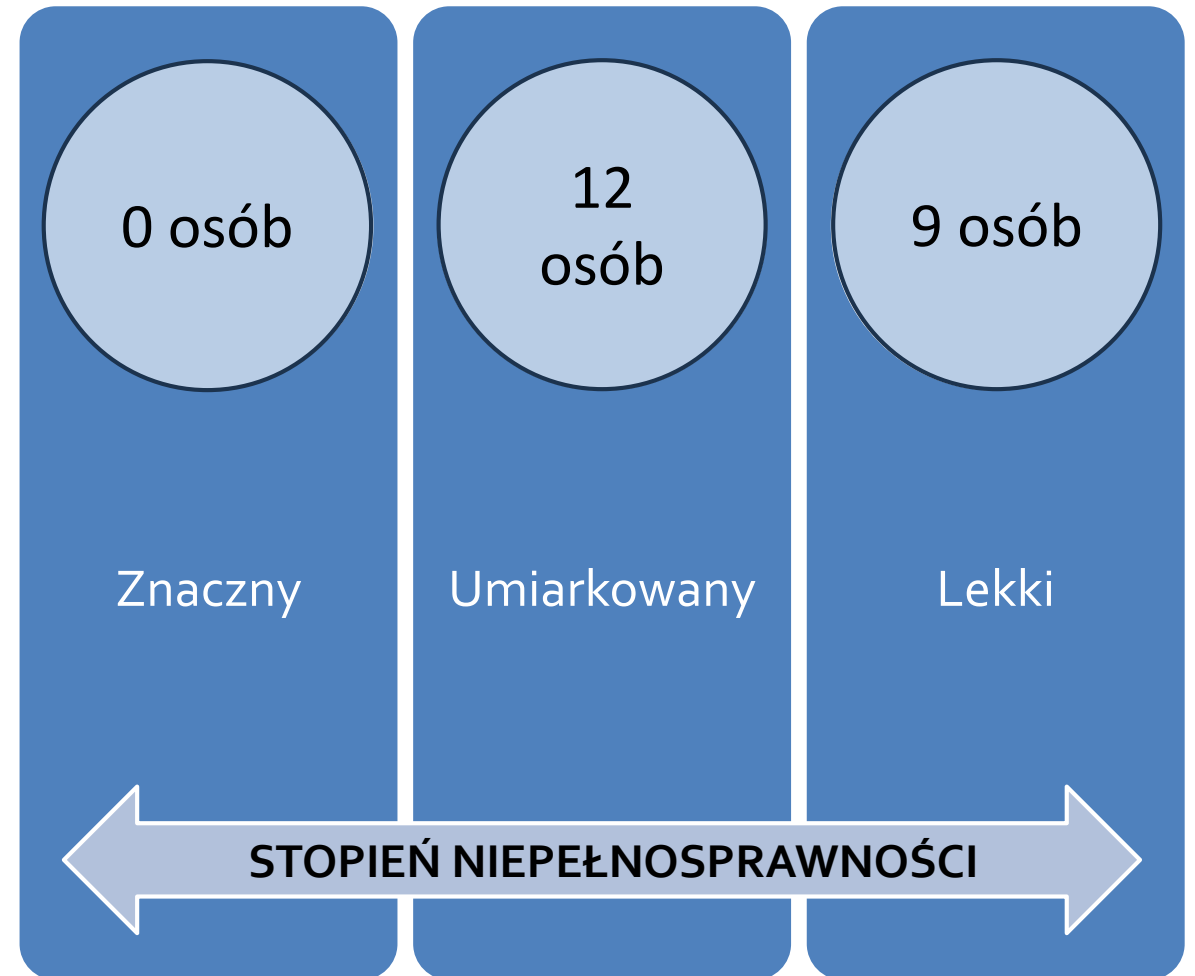 0 osób
12
osób
9 osób
Znaczny
Umiarkowany
Lekki
STOPIEŃ NIEPEŁNOSPRAWNOŚCI